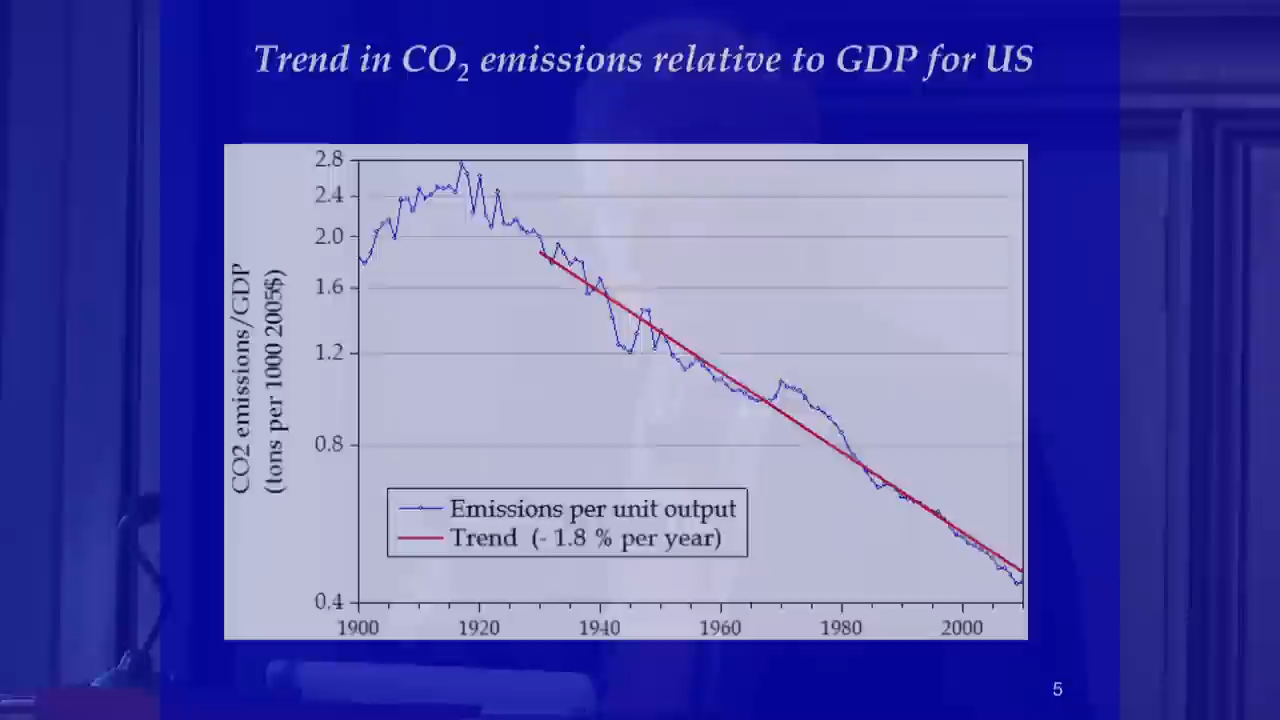 Trend in CO₂ emissions relative to GDP for US
CO2 emissions/GDP
(tons per 1000 2005$)
2.8
2.4
2.0
1.6
1.2
0.8
0.4
Emissions per unit output
Trend (- 1.8 % per year)
1900 1920 1940 1960 1980 2000
5